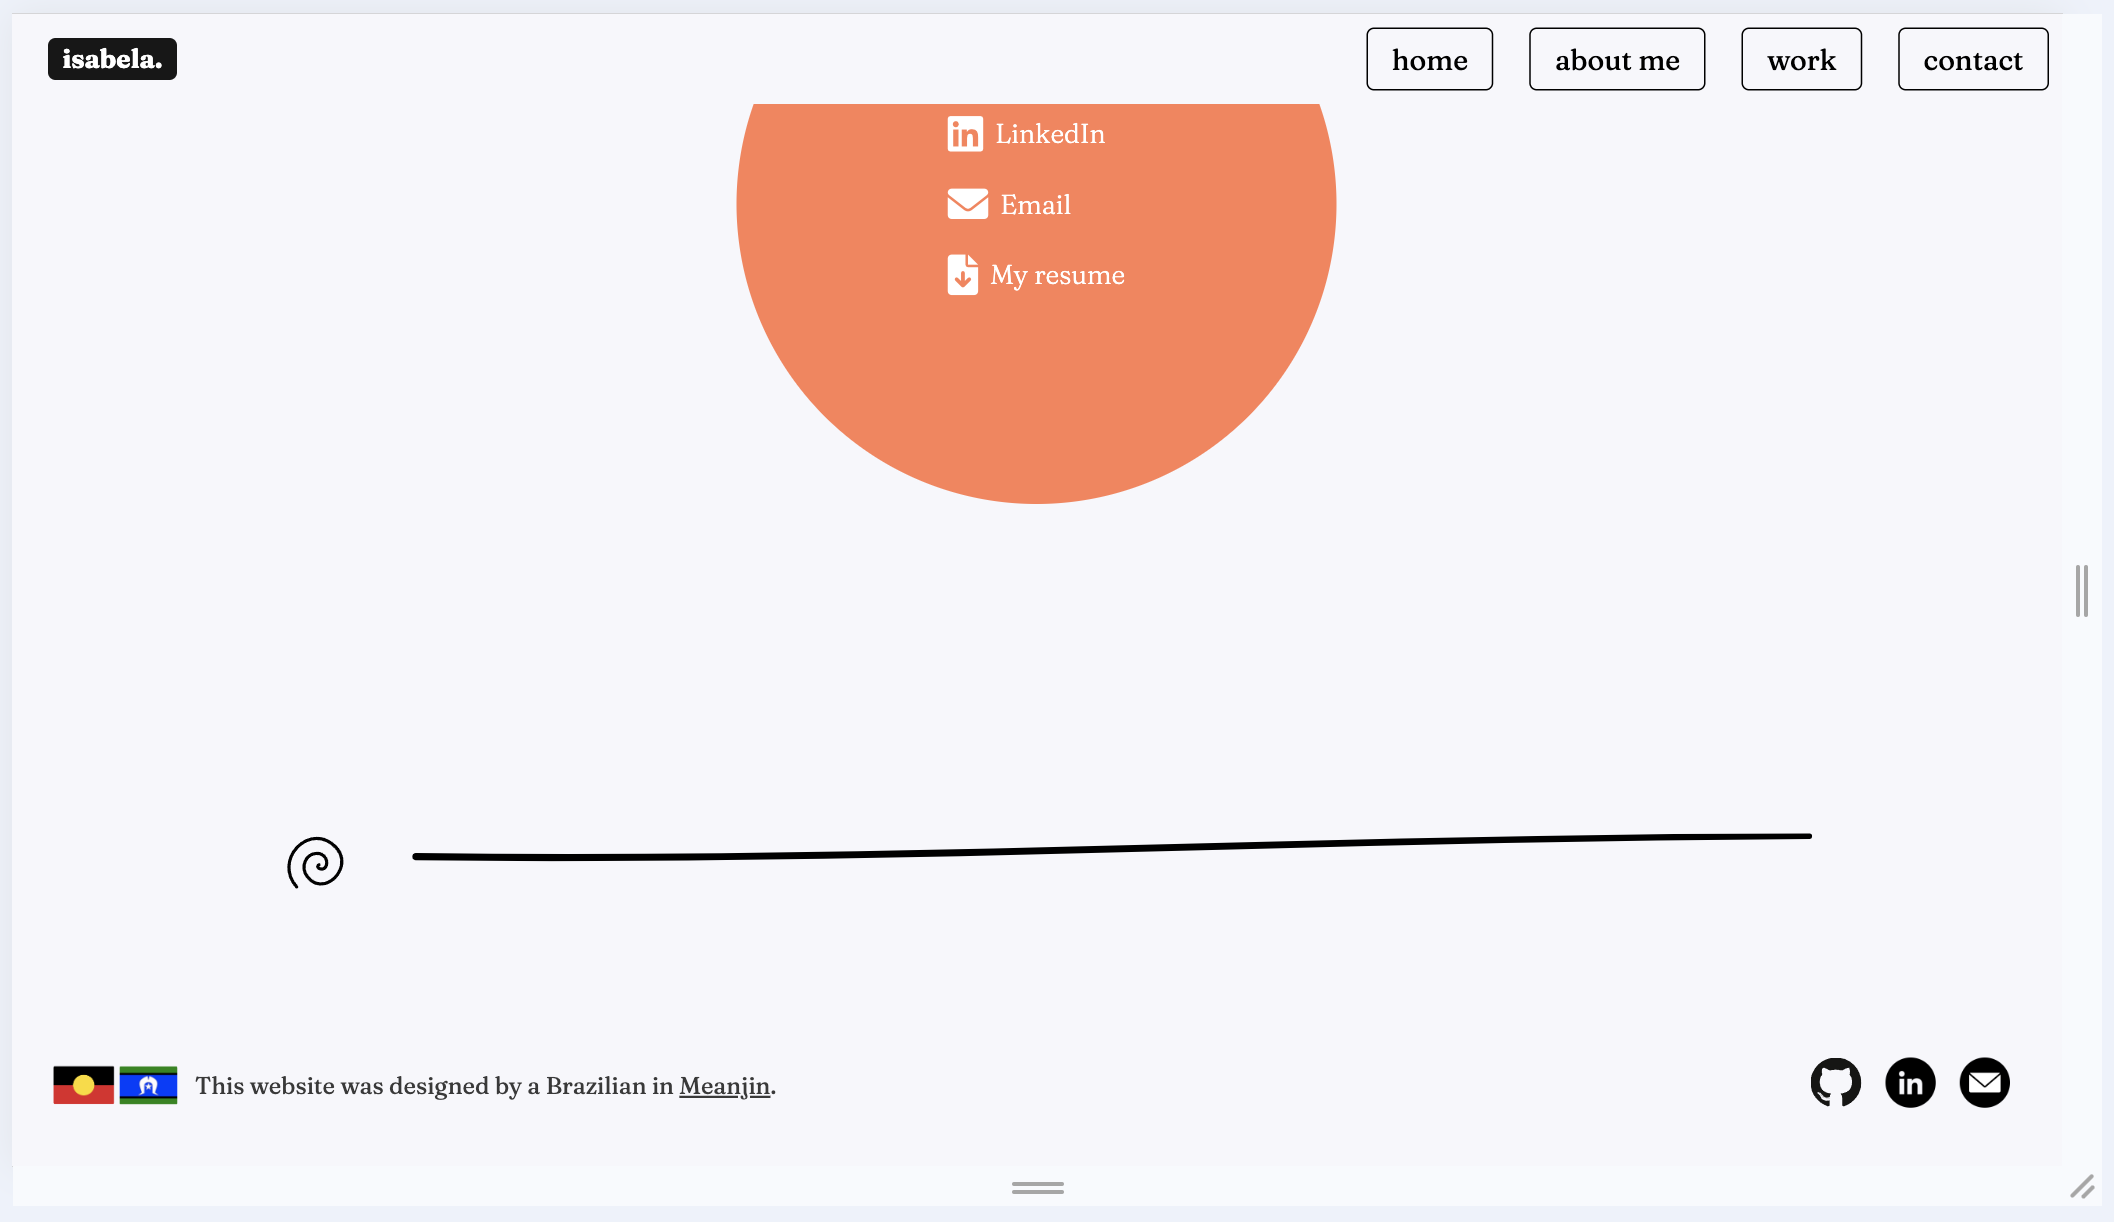 isabela.
home
about me
work
contact
LinkedIn
Email
My resume
This website was designed by a Brazilian in Meanjin.